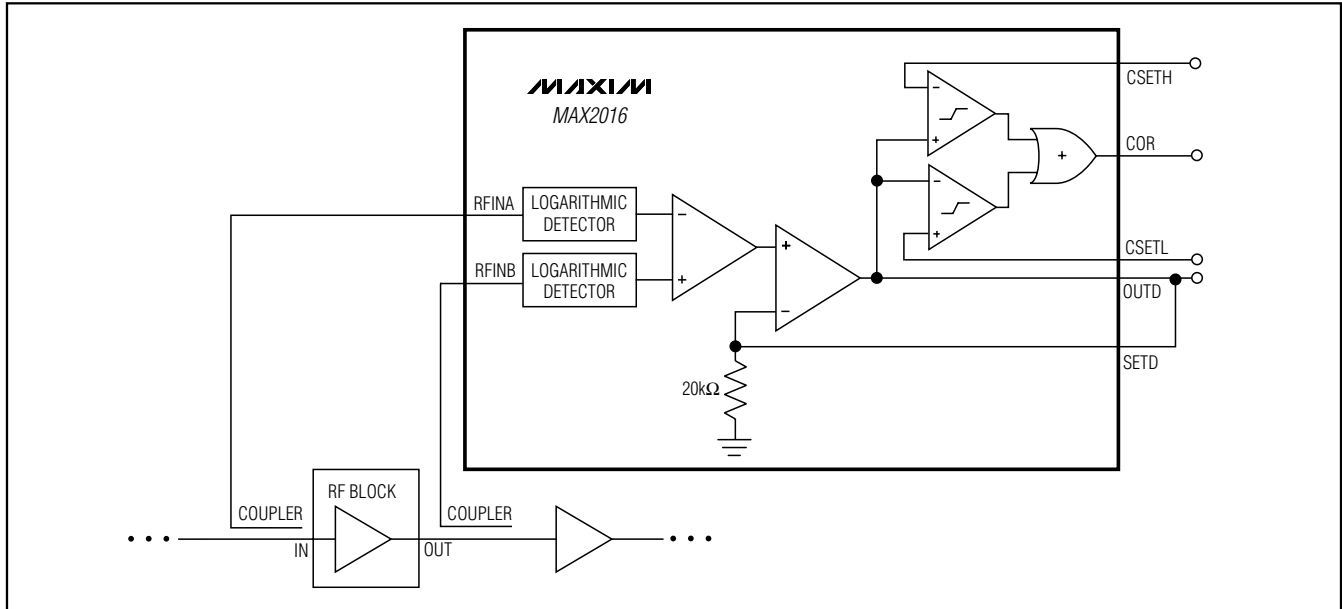 MAXIM
MAX2016
CSETH
-
+
COR
+
-
+
CSETL
RFINA
LOGARITHMIC
DETECTOR
RFINB
LOGARITHMIC
DETECTOR
-
+
+
-
OUTD
SETD
20kΩ
RF BLOCK
COUPLER
COUPLER
IN
OUT